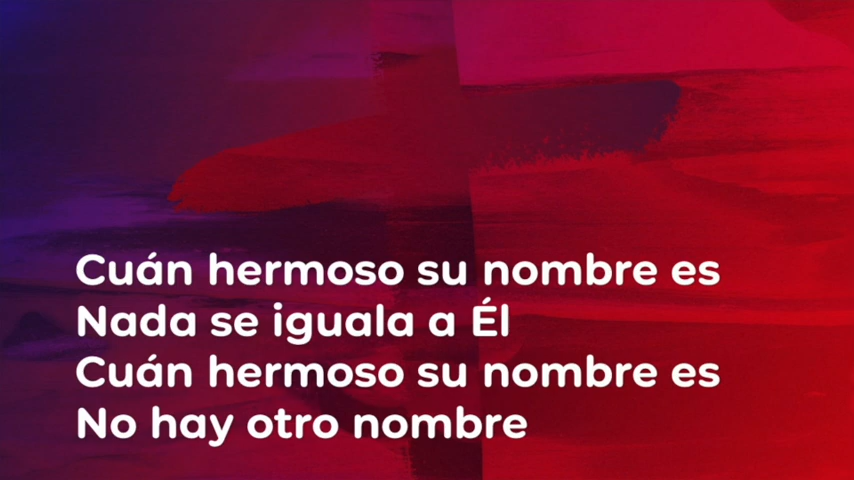 Cuán hermoso su nombre es
Nada se iguala a Él
Cuán hermoso su nombre es
No hay otro nombre